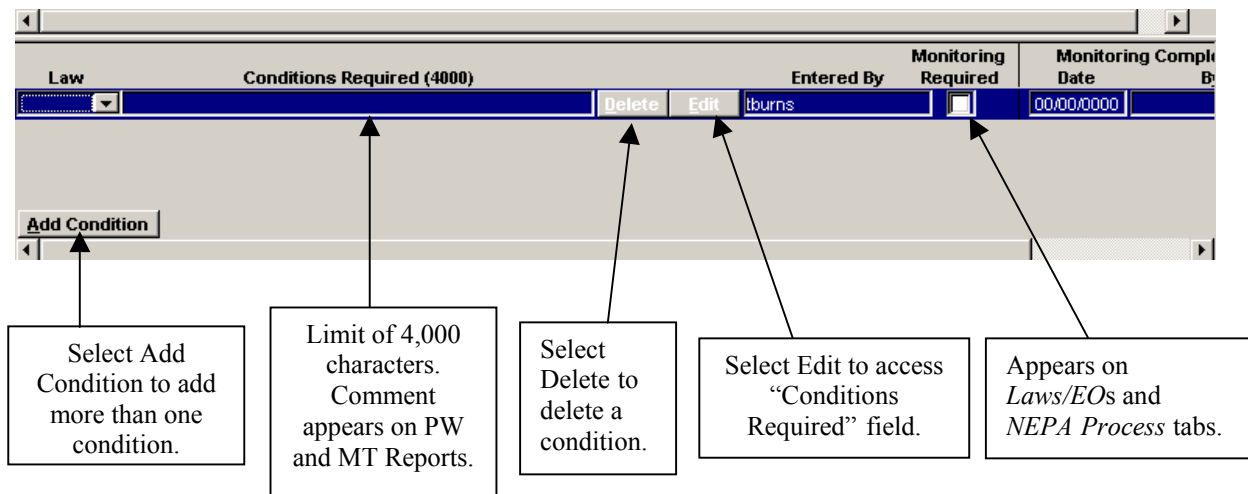 Monitoring Monitoring Comple
Law Conditions Required (4000) Entered By Required Date B
Delete Edit tburns 00/00/0000
Add Condition
Select Add
Condition to add
more than one
condition.
Limit of 4,000
characters.
Comment
appears on PW
and MT Reports.
Select
Delete to
delete a
condition.
Select Edit to access
“Conditions
Required” field.
Appears on
Laws/EOs and
NEPA Process tabs.